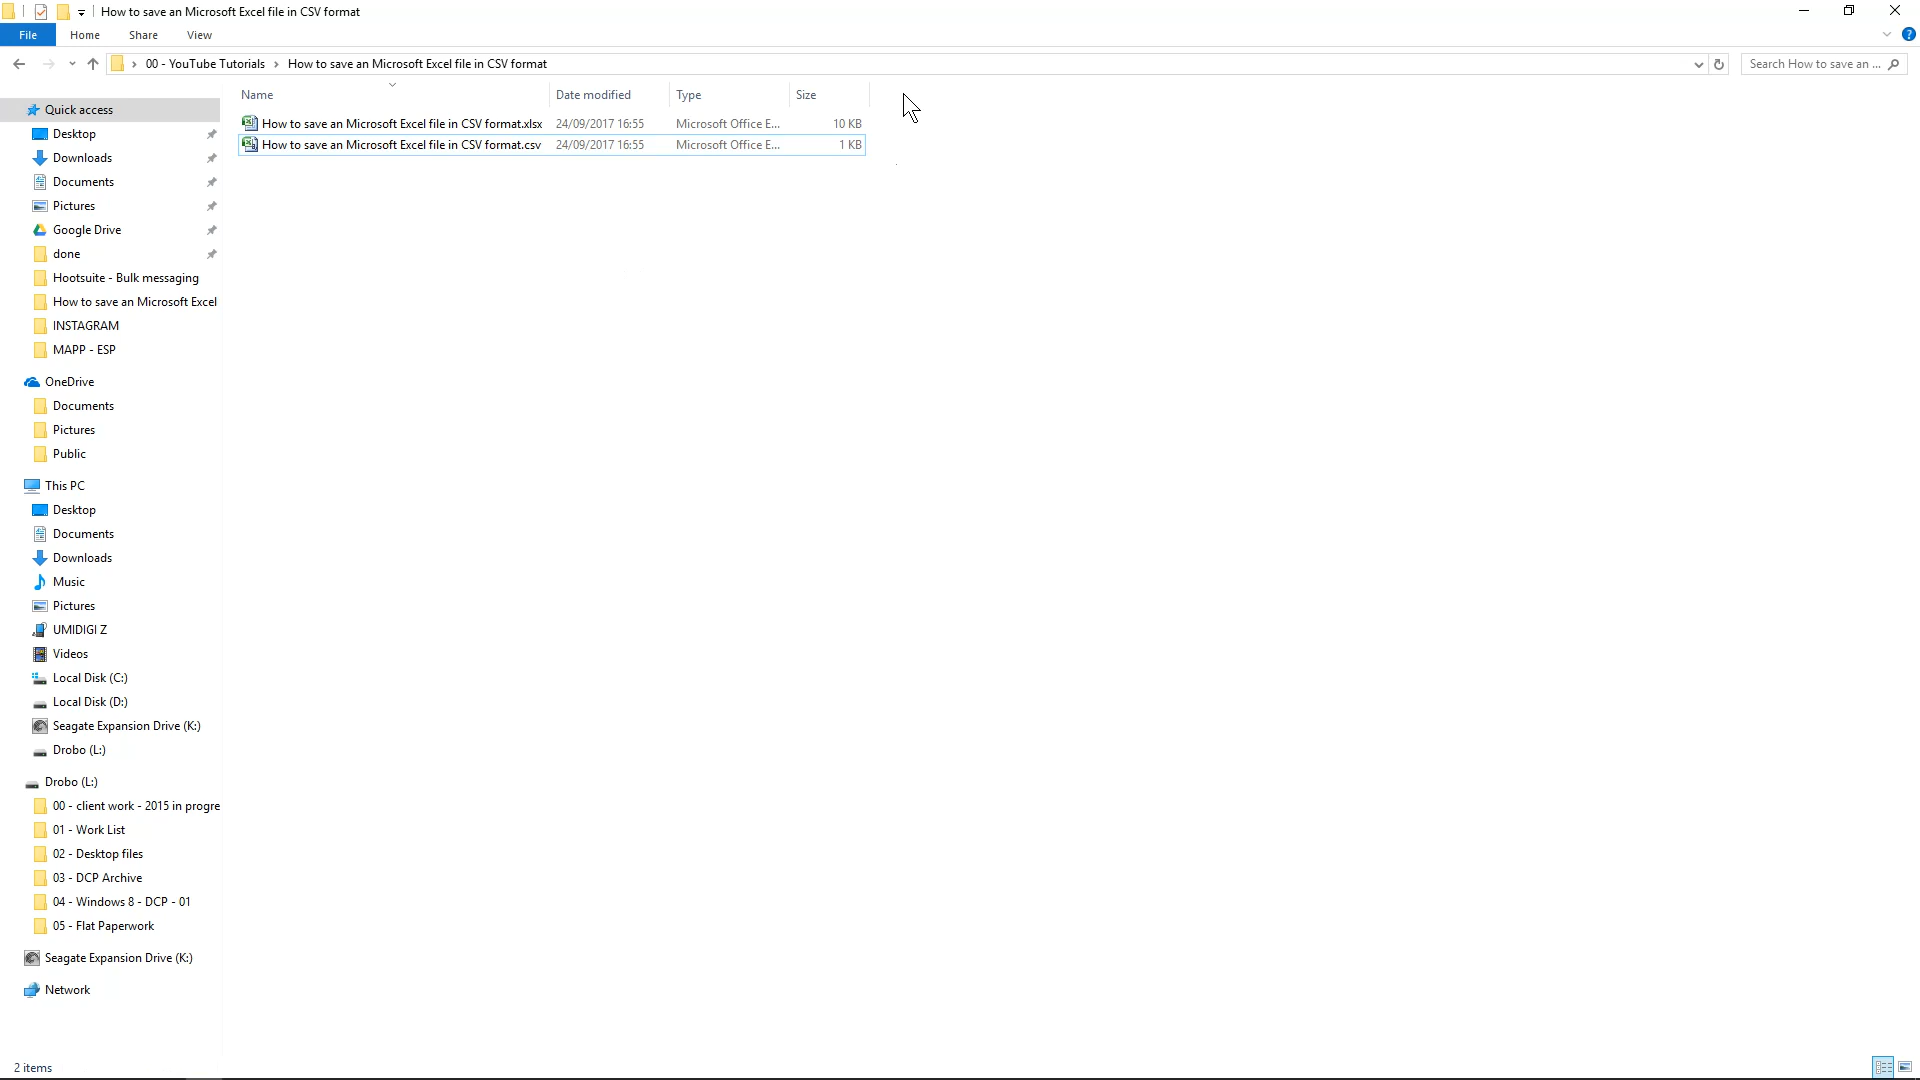 How to save an Microsoft Excel file in CSV format
File Home Share View
00 - YouTube Tutorials How to save an Microsoft Excel file in CSV format Search How to save an ...
Name Date modified Type Size
How to save an Microsoft Excel file in CSV format.xlsx 24/09/2017 16:55 Microsoft Office E... 10 KB
How to save an Microsoft Excel file in CSV format.csv 24/09/2017 16:55 Microsoft Office E... 1 KB
Quick access
Desktop
Downloads
Documents
Pictures
Google Drive
done
Hootsuite - Bulk messaging
How to save an Microsoft Excel
INSTAGRAM
MAPP - ESP
OneDrive
Documents
Pictures
Public
This PC
Desktop
Documents
Downloads
Music
Pictures
UMIDIGI Z
Videos
Local Disk (C:)
Local Disk (D:)
Seagate Expansion Drive (K:)
Drobo (L:)
Drobo (L:)
00 - client work - 2015 in progre
01 - Work List
02 - Desktop files
03 - DCP Archive
04 - Windows 8 - DCP - 01
05 - Flat Paperwork
Seagate Expansion Drive (K:)
Network
2 items